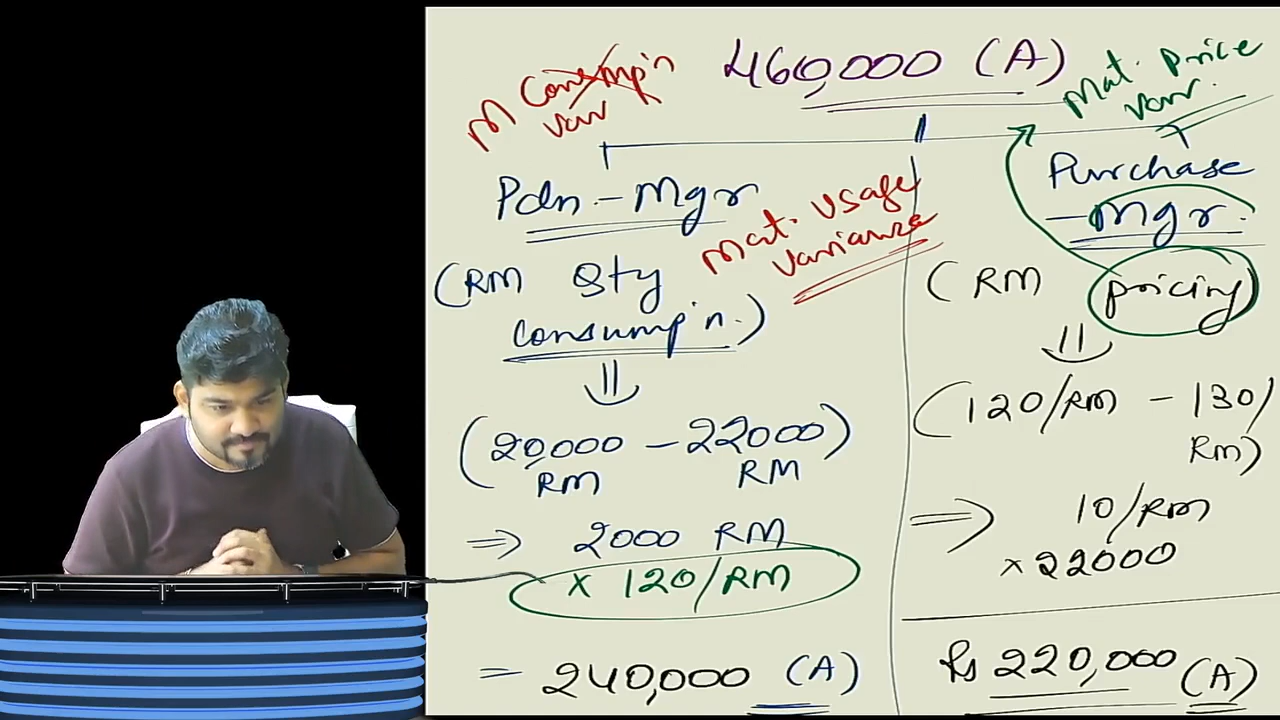 460,000 (A)
M Consmp'n
var
Mat. price
var.
Pdn - Mgr
Mat. Usage
Variance
(RM Qty
consump'n.)
(20,000 - 22000)
RM RM
⇒ 2000 RM
x 120/RM
= 240,000 (A)
Purchase
- Mgr.
(RM pricing)
(120/RM - 130/
RM)
⇒ 10/RM
x 22000
Rs 220,000 (A)